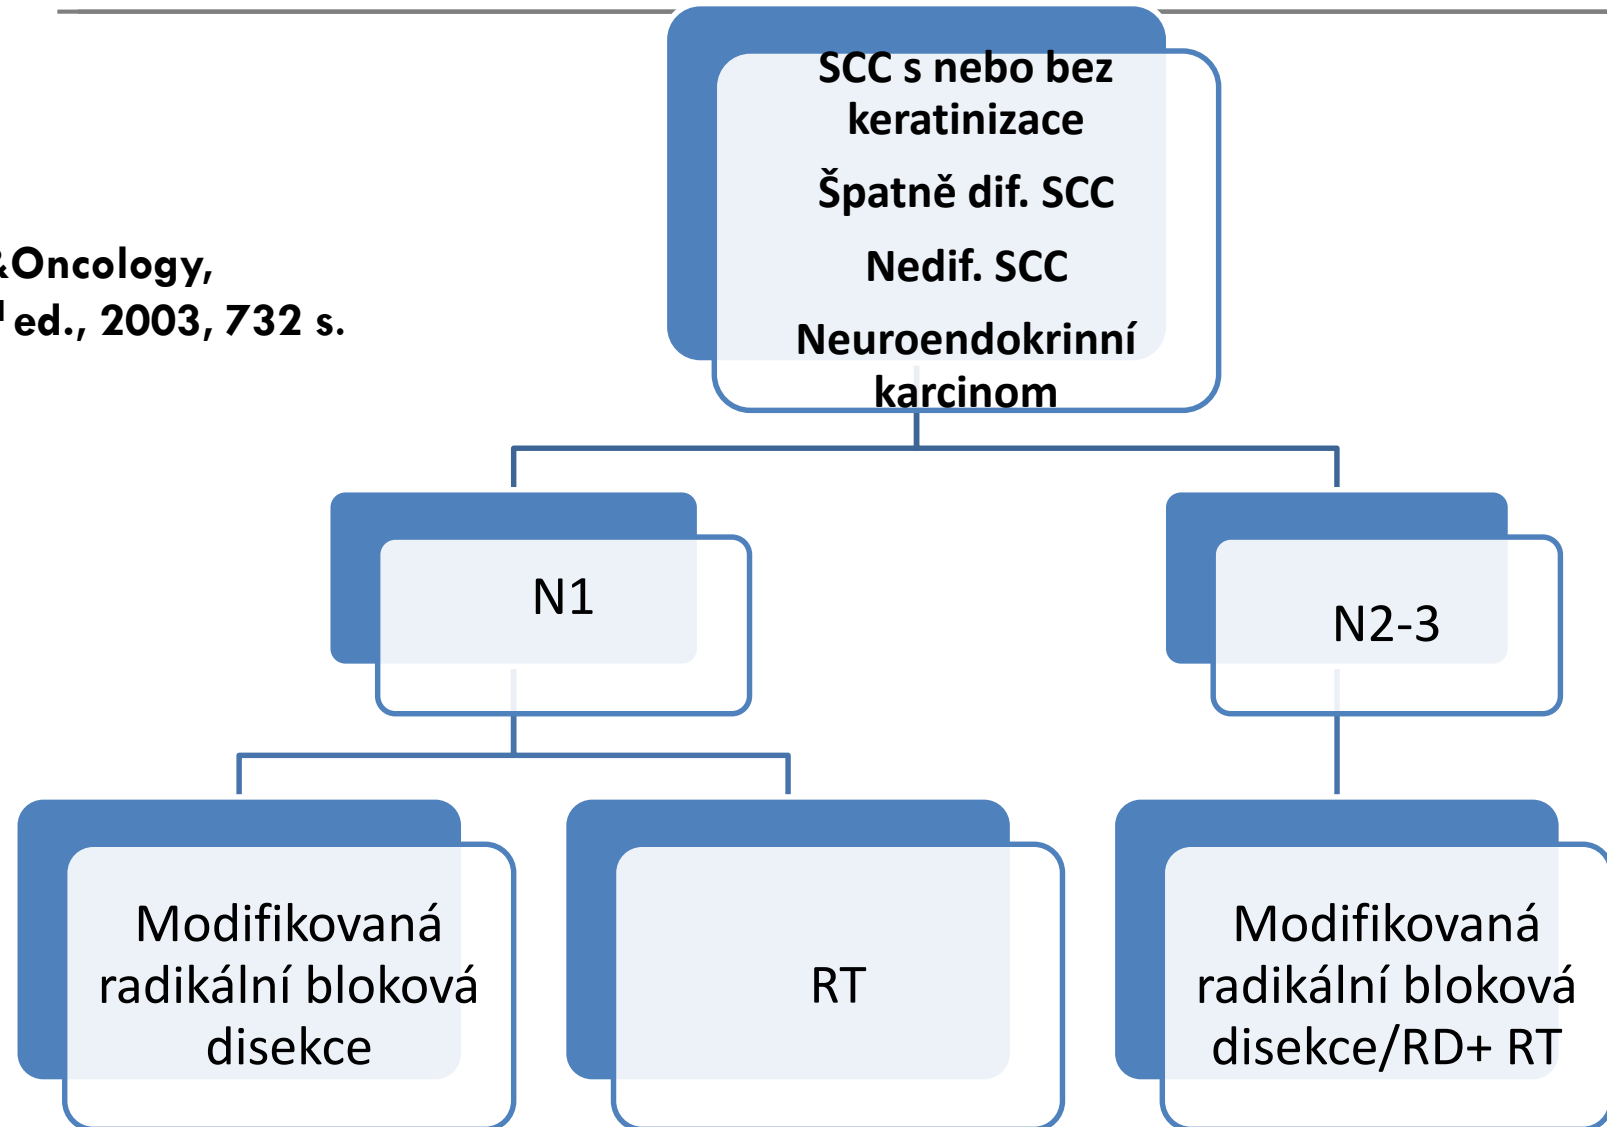 SCC s nebo bez
keratinizace
Špatně dif. SCC
Nedif. SCC
Neuroendokrinní
karcinom
&Oncology,
ed., 2003, 732 s.
N1
N2-3
Modifikovaná
radikální bloková
disekce
RT
Modifikovaná
radikální bloková
disekce/RD+ RT